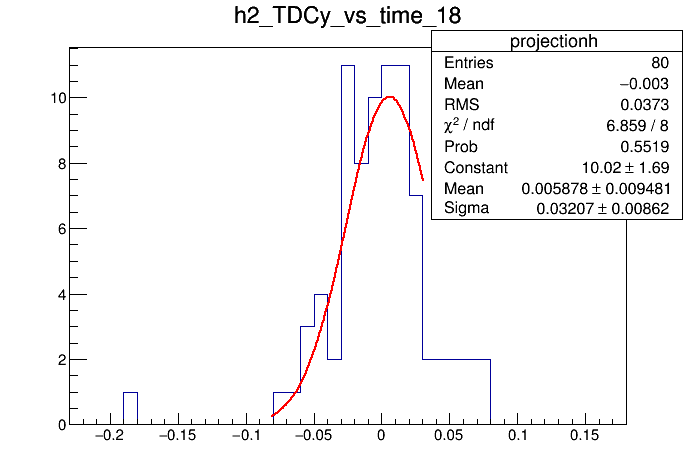 h2_TDCy_vs_time_18
projectionh
Entries 80
Mean −0.003
RMS 0.0373
χ² / ndf 6.859 / 8
Prob 0.5519
Constant 10.02 ± 1.69
Mean 0.005878 ± 0.009481
Sigma 0.03207 ± 0.00862
10
8
6
4
2
0
−0.2 −0.15 −0.1 −0.05 0 0.05 0.1 0.15